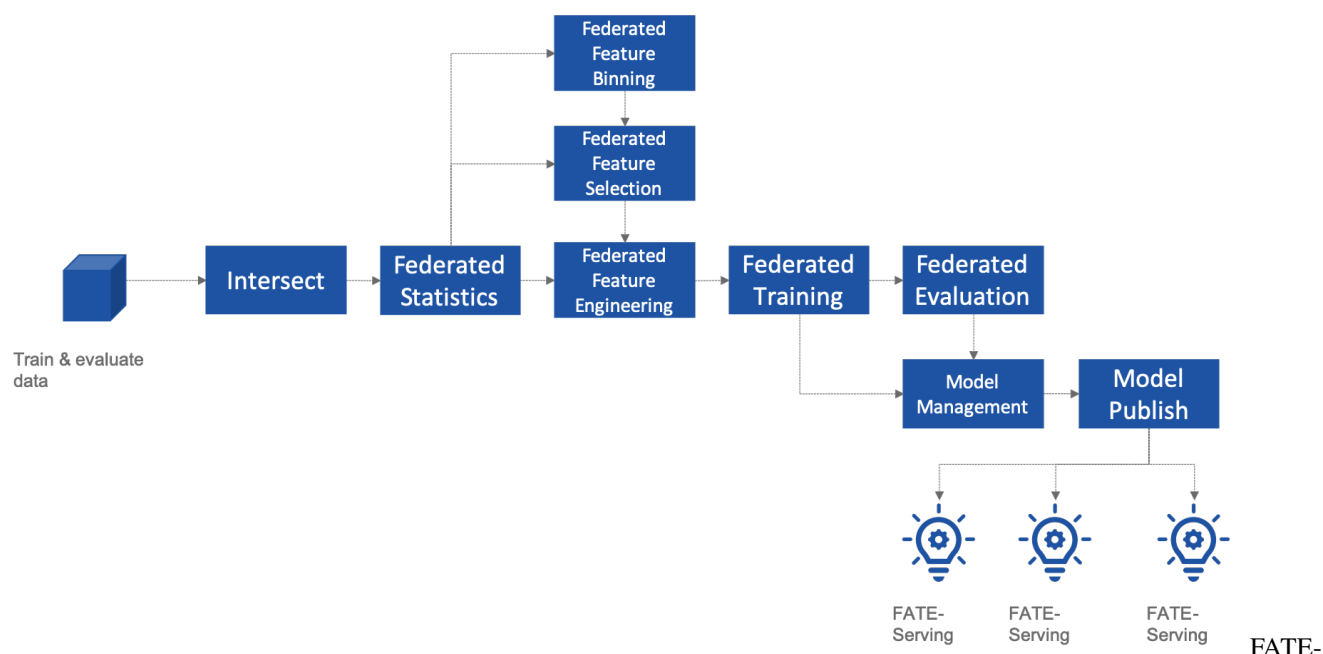 Federated
Feature
Binning
Federated
Feature
Selection
Intersect
Federated
Statistics
Federated
Feature
Engineering
Federated
Training
Federated
Evaluation
Train & evaluate
data
Model
Management
Model
Publish
FATE-
Serving
FATE-
Serving
FATE-
Serving
FATE-